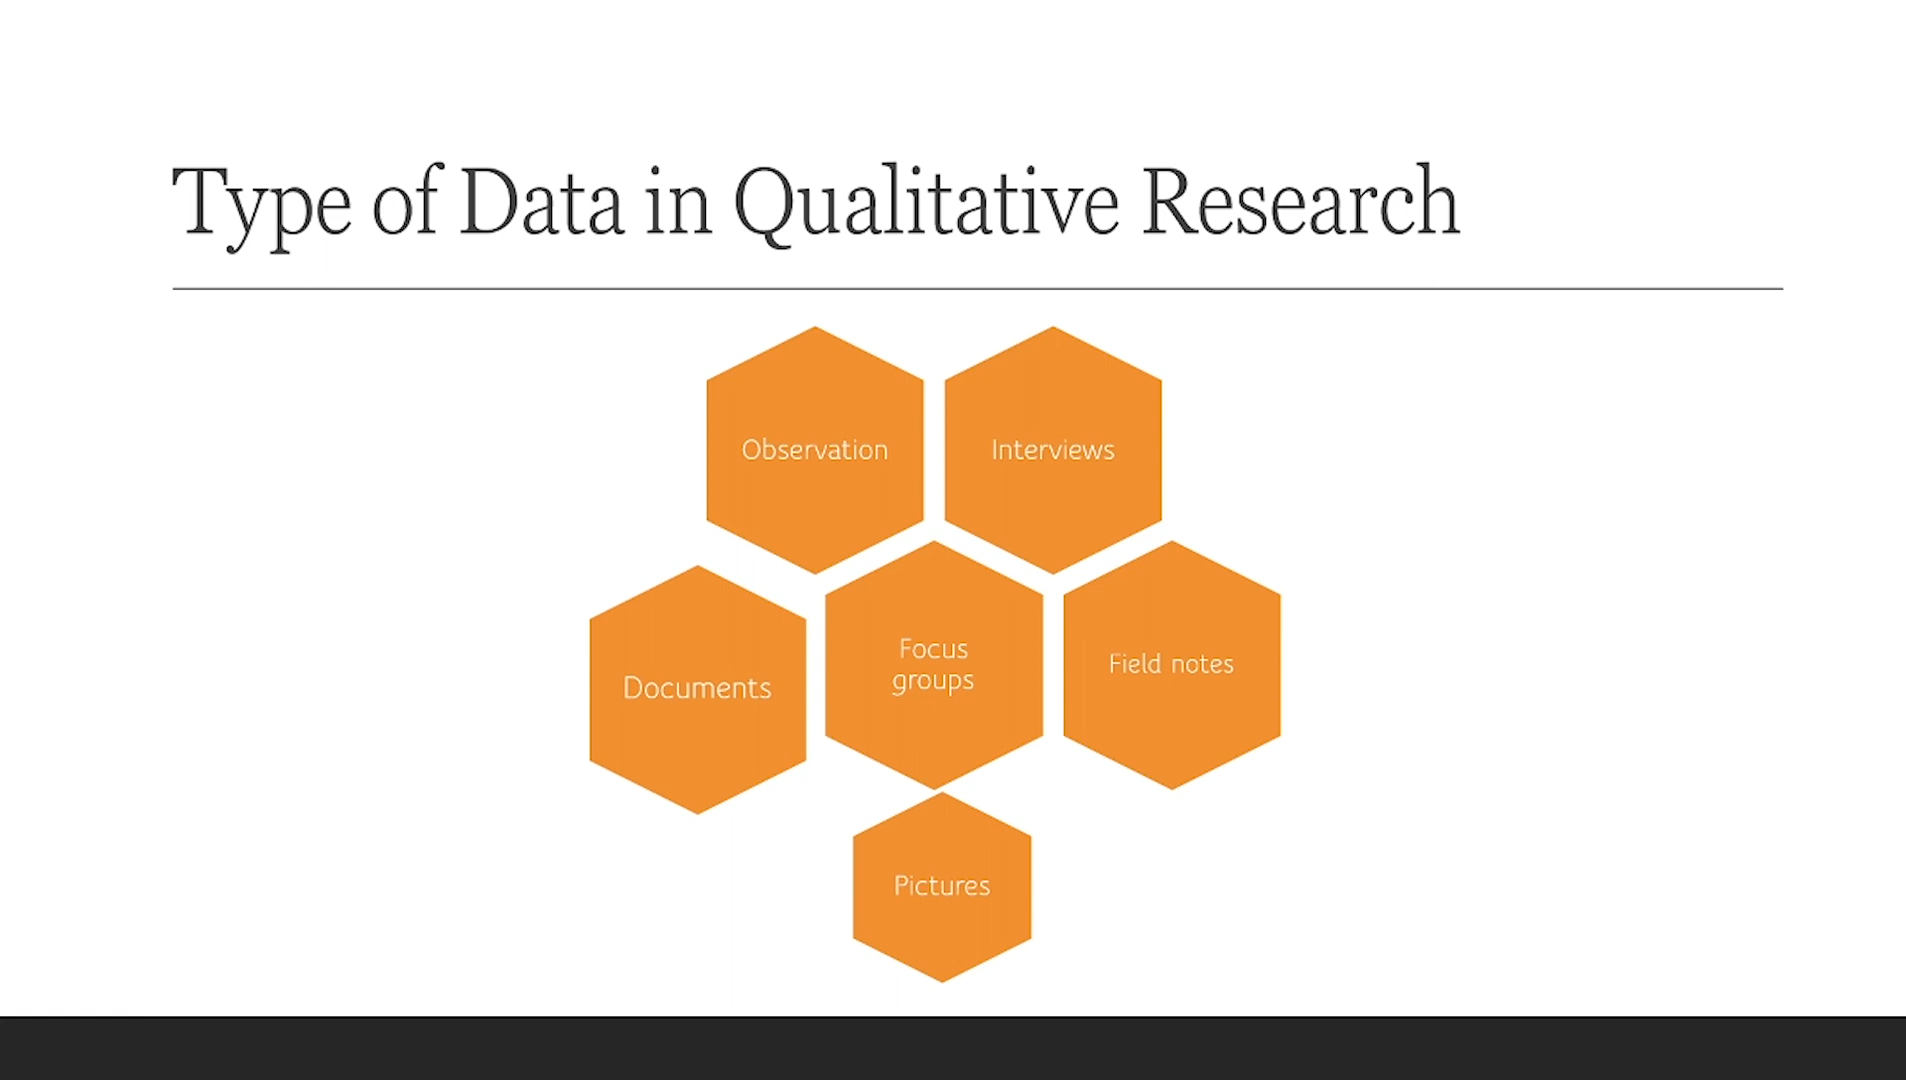 Type of Data in Qualitative Research
Observation
Interviews
Documents
Focus
groups
Field notes
Pictures